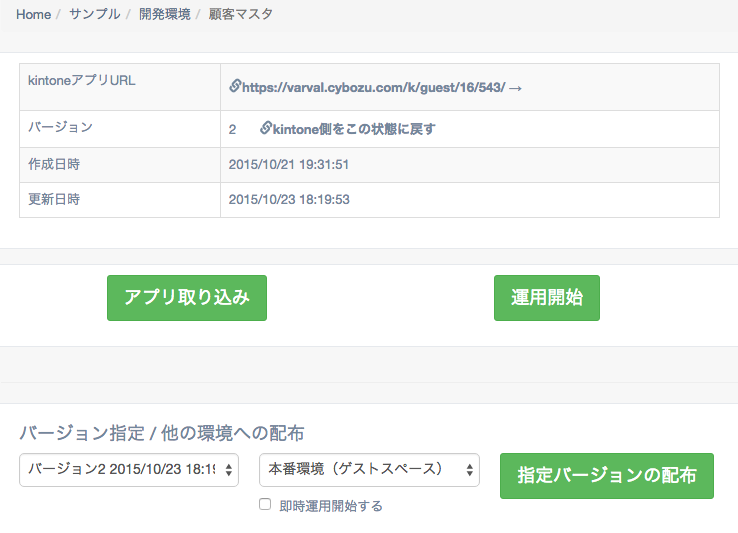 Home / サンプル / 開発環境 / 顧客マスタ
kintoneアプリURL
https://varval.cybozu.com/k/guest/16/543/ →
バージョン
2 kintone側をこの状態に戻す
作成日時
2015/10/21 19:31:51
更新日時
2015/10/23 18:19:53
アプリ取り込み 運用開始
バージョン指定 / 他の環境への配布
バージョン2 2015/10/23 18:19 本番環境（ゲストスペース） 指定バージョンの配布
即時運用開始する